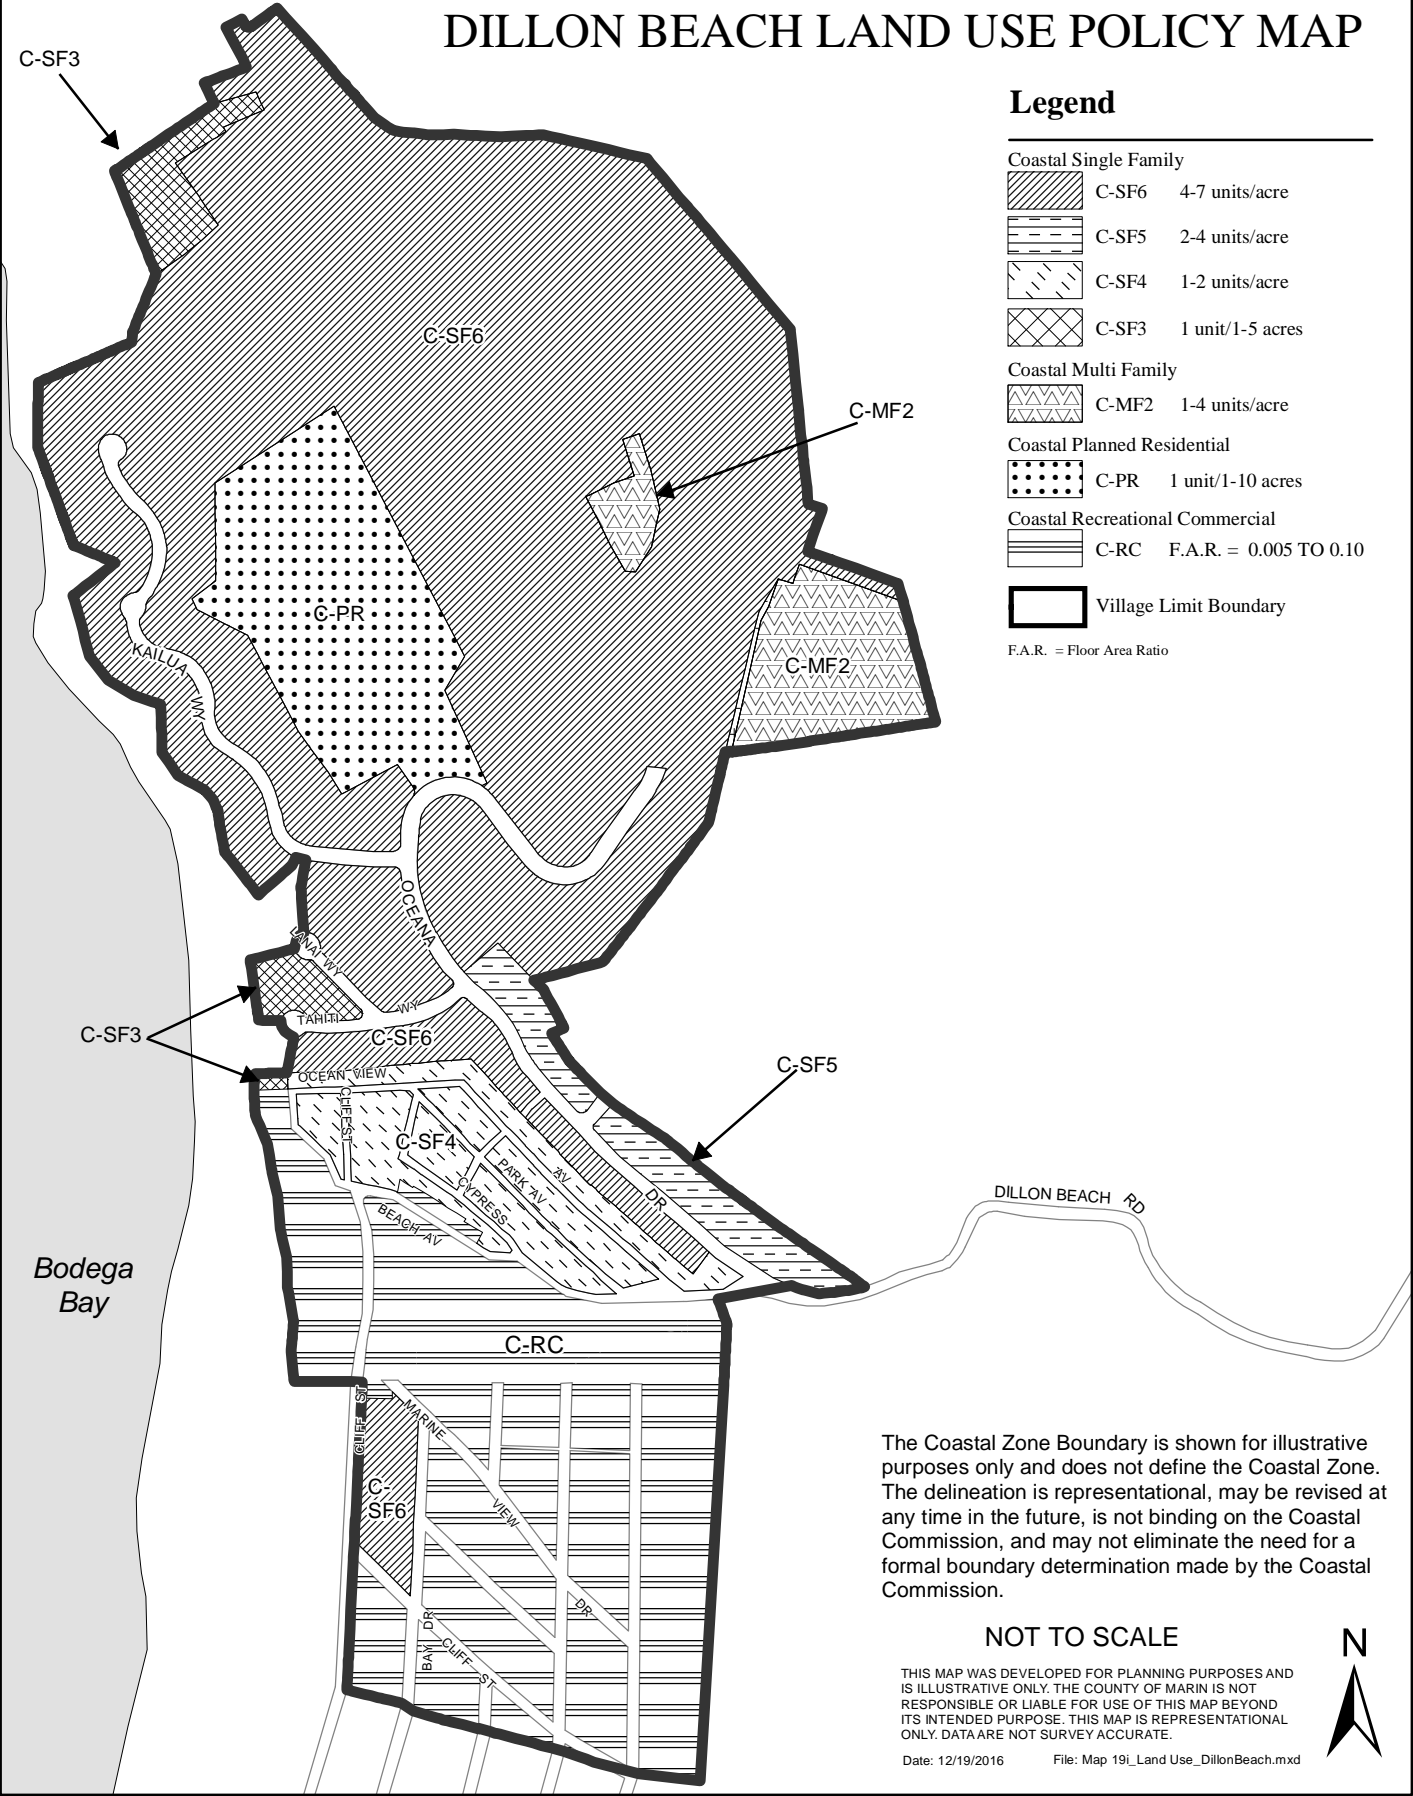 DILLON BEACH LAND USE POLICY MAP
C-SF3
Legend
Coastal Single Family
C-SF6 4-7 units/acre
C-SF5 2-4 units/acre
C-SF4 1-2 units/acre
C-SF3 1 unit/1-5 acres
Coastal Multi Family
C-MF2 1-4 units/acre
Coastal Planned Residential
C-PR 1 unit/1-10 acres
Coastal Recreational Commercial
C-RC F.A.R. = 0.005 TO 0.10
Village Limit Boundary
F.A.R. = Floor Area Ratio
C-SF6
C-MF2
C-PR
C-MF2
KAILUA WY
OCEANA
LANAI WY
TAHITI WY
C-SF6
C-SF3
OCEAN VIEW
CLIFF ST
C-SF5
C-SF4
PARK AV
AV
CYPRESS
DR
BEACH AV
DILLON BEACH RD
Bodega
Bay
C-RC
CLIFF ST
MARINE
VIEW
DR
C-
SF6
BAY DR
CLIFF ST
The Coastal Zone Boundary is shown for illustrative
purposes only and does not define the Coastal Zone.
The delineation is representational, may be revised at
any time in the future, is not binding on the Coastal
Commission, and may not eliminate the need for a
formal boundary determination made by the Coastal
Commission.
NOT TO SCALE
N
THIS MAP WAS DEVELOPED FOR PLANNING PURPOSES AND
IS ILLUSTRATIVE ONLY. THE COUNTY OF MARIN IS NOT
RESPONSIBLE OR LIABLE FOR USE OF THIS MAP BEYOND
ITS INTENDED PURPOSE. THIS MAP IS REPRESENTATIONAL
ONLY. DATA ARE NOT SURVEY ACCURATE.
Date: 12/19/2016 File: Map 19i_Land Use_DillonBeach.mxd